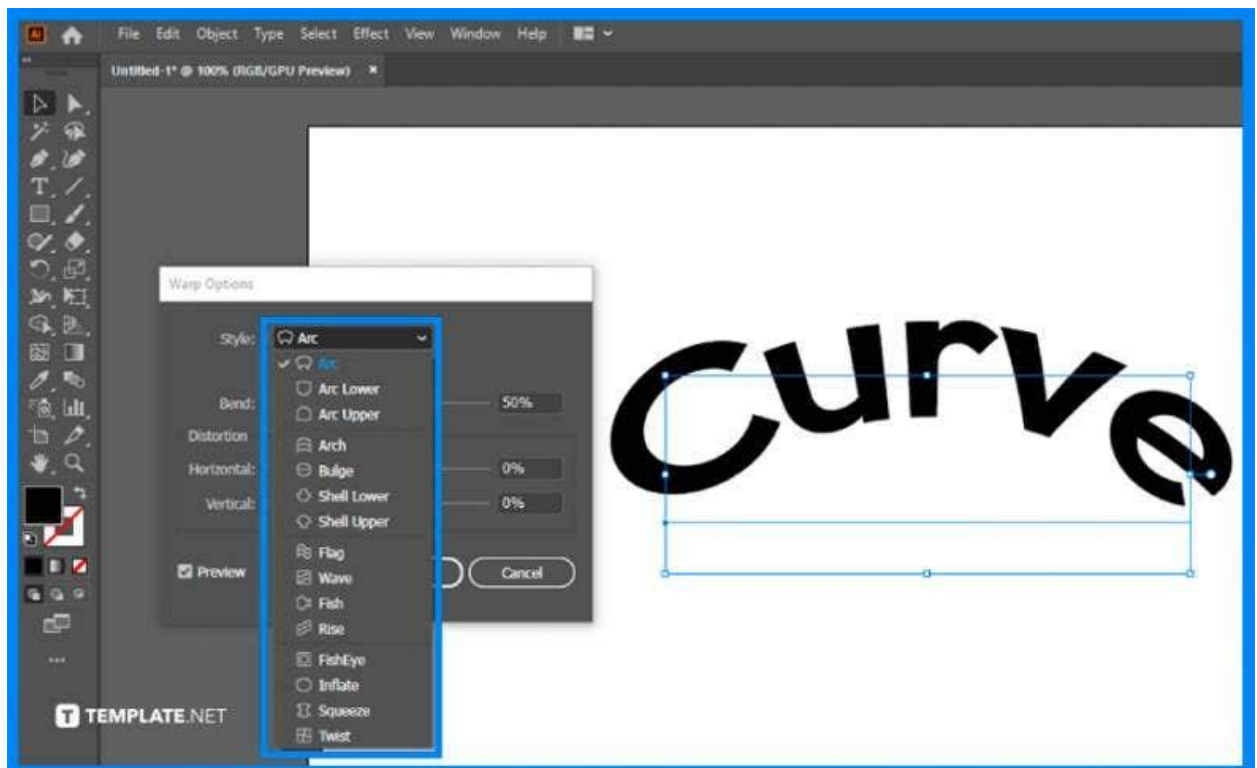 Ai File Edit Object Type Select Effect View Window Help
Untitled-1* @ 100% (RGB/GPU Preview) ×
Warp Options
Style: Arc
Arc
Arc Lower
Bend: 50%
Arc Upper
Distortion
Arch
Horizontal: Bulge 0%
Shell Lower
Vertical: 0%
Shell Upper
Flag
Preview Cancel
Wave
Fish
Rise
FishEye
Inflate
Squeeze
Twist
Curve
T TEMPLATE.NET